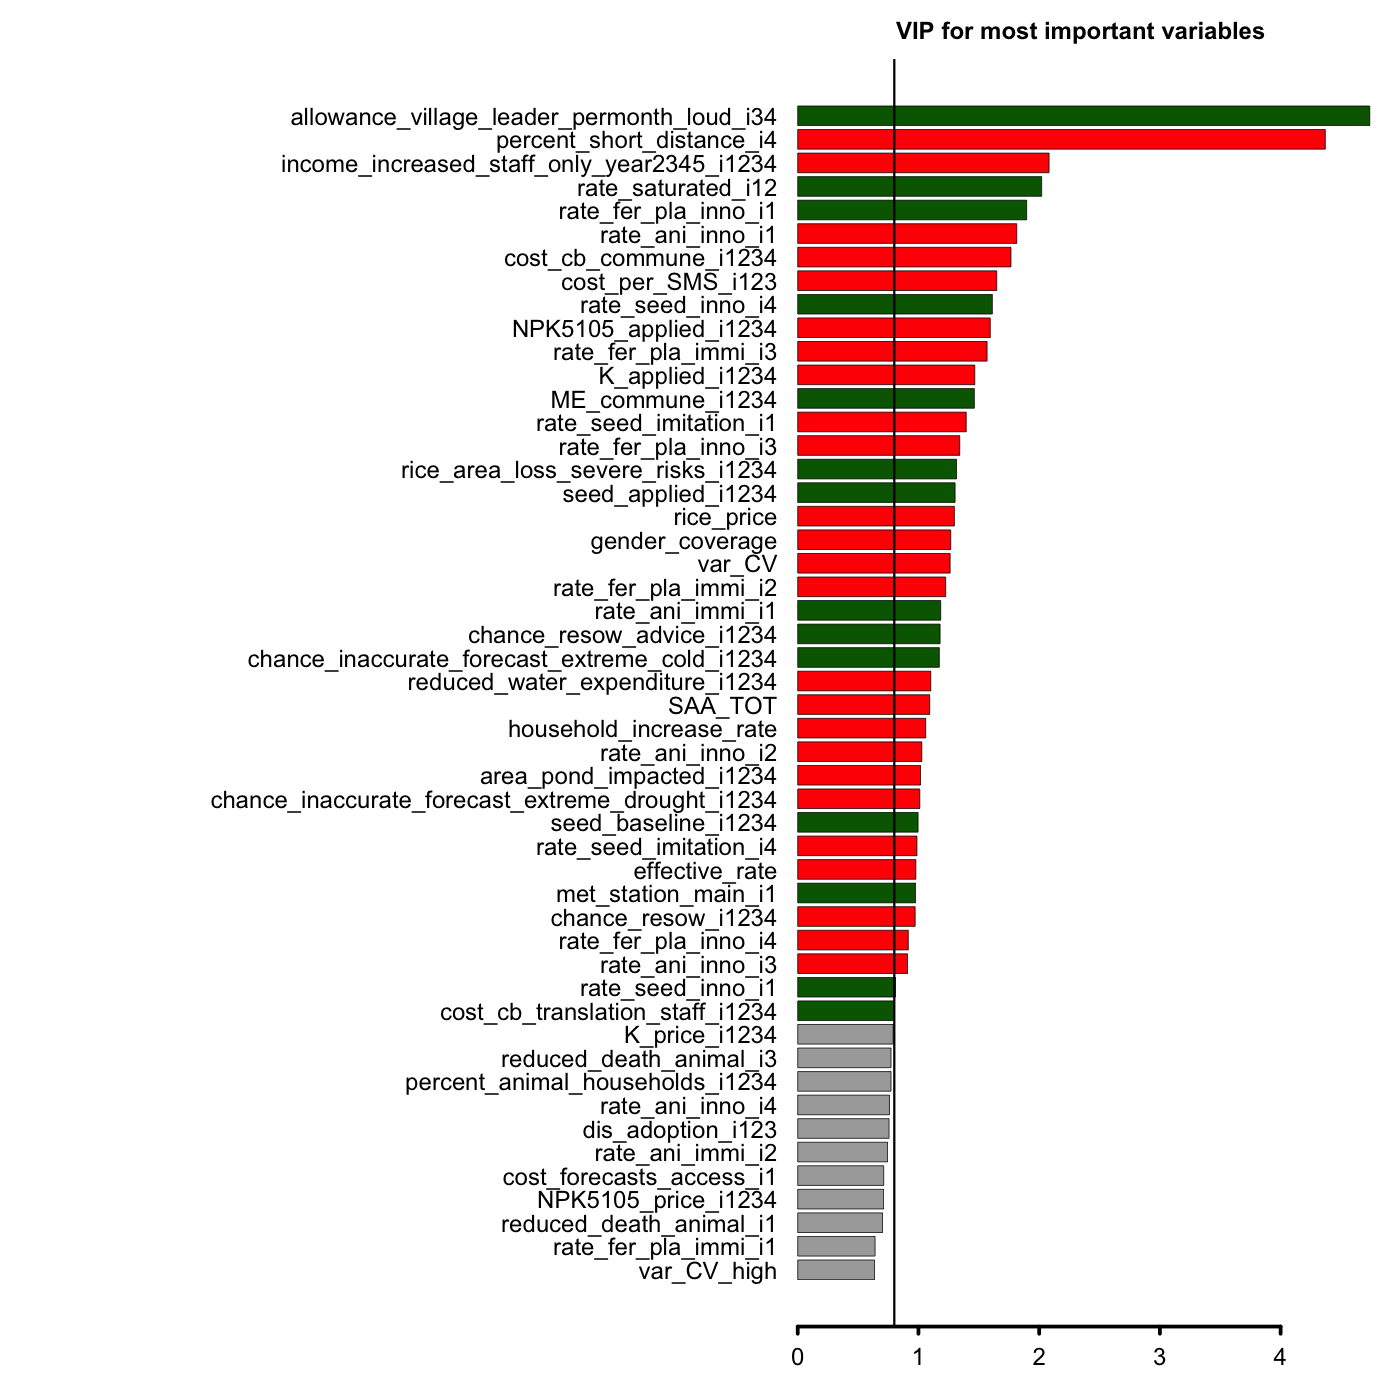 VIP for most important variables
allowance_village_leader_permonth_loud_i34
percent_short_distance_i4
income_increased_staff_only_year2345_i1234
rate_saturated_i12
rate_fer_pla_inno_i1
rate_ani_inno_i1
cost_cb_commune_i1234
cost_per_SMS_i123
rate_seed_inno_i4
NPK5105_applied_i1234
rate_fer_pla_immi_i3
K_applied_i1234
ME_commune_i1234
rate_seed_imitation_i1
rate_fer_pla_inno_i3
rice_area_loss_severe_risks_i1234
seed_applied_i1234
rice_price
gender_coverage
var_CV
rate_fer_pla_immi_i2
rate_ani_immi_i1
chance_resow_advice_i1234
chance_inaccurate_forecast_extreme_cold_i1234
reduced_water_expenditure_i1234
SAA_TOT
household_increase_rate
rate_ani_inno_i2
area_pond_impacted_i1234
chance_inaccurate_forecast_extreme_drought_i1234
seed_baseline_i1234
rate_seed_imitation_i4
effective_rate
met_station_main_i1
chance_resow_i1234
rate_fer_pla_inno_i4
rate_ani_inno_i3
rate_seed_inno_i1
cost_cb_translation_staff_i1234
K_price_i1234
reduced_death_animal_i3
percent_animal_households_i1234
rate_ani_inno_i4
dis_adoption_i123
rate_ani_immi_i2
cost_forecasts_access_i1
NPK5105_price_i1234
reduced_death_animal_i1
rate_fer_pla_immi_i1
var_CV_high
0 1 2 3 4